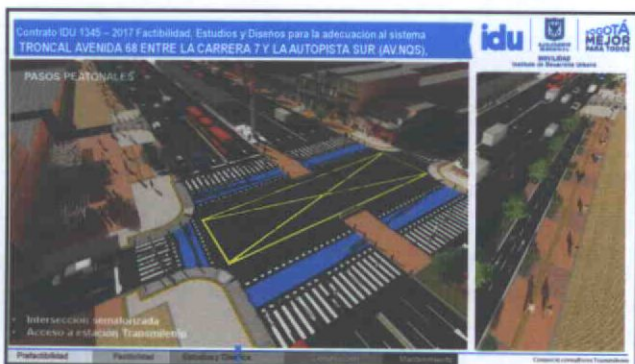 Contrato IDU 1345 – 2017 Factibilidad, Estudios y Diseños para la adecuación al sistema
TRONCAL AVENIDA 68 ENTRE LA CARRERA 7 Y LA AUTOPISTA SUR (AV.NQS),
idu
BOGOTÁ
MEJOR
PARA TODOS
MOVILIDAD
Instituto de Desarrollo Urbano
PASOS PEATONALES
• Intersección semaforizada
• Acceso a estación Transmilenio
Prefactibilidad Factibilidad Estudios y Diseños Construcción Mantenimiento